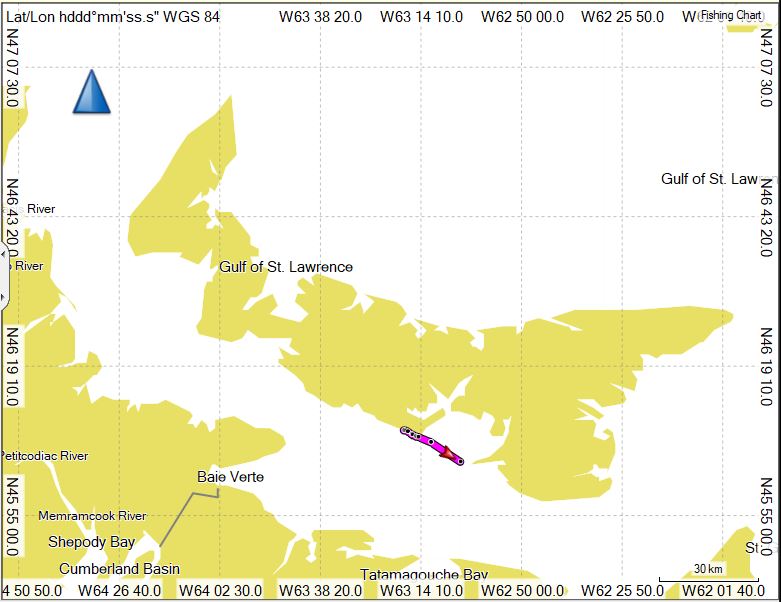 Lat/Lon hddd°mm'ss.s" WGS 84
W63 38 20.0
W63 14 10.0
W62 50 00.0
W62 25 50.0
Fishing Chart
N47 07 30.0
N47 07 30.0
Gulf of St. Law
River
N46 43 20.0
N46 43 20.0
River
Gulf of St. Lawrence
N46 19 10.0
N46 19 10.0
Petitcodiac River
Baie Verte
N45 55 00.0
N45 55 00.0
Memramcook River
Shepody Bay
St
Cumberland Basin
Tatamagouche Bay
30 km
4 50 50.0
W64 26 40.0
W64 02 30.0
W63 38 20.0
W63 14 10.0
W62 50 00.0
W62 25 50.0
W62 01 40.0